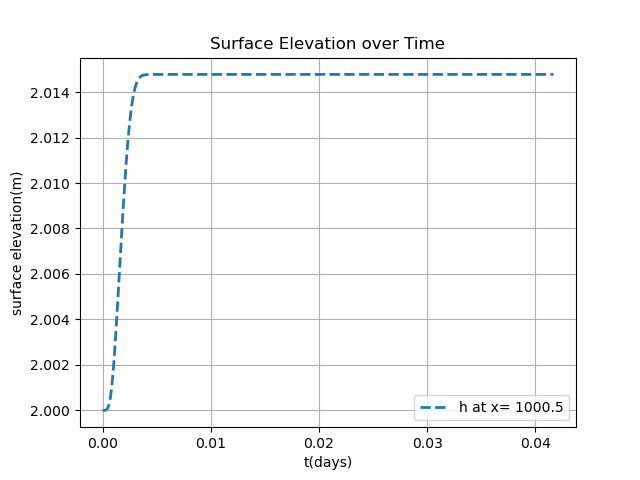 Surface Elevation over Time
surface elevation(m)
2.014
2.012
2.010
2.008
2.006
2.004
2.002
2.000
h at x= 1000.5
0.00 0.01 0.02 0.03 0.04
t(days)